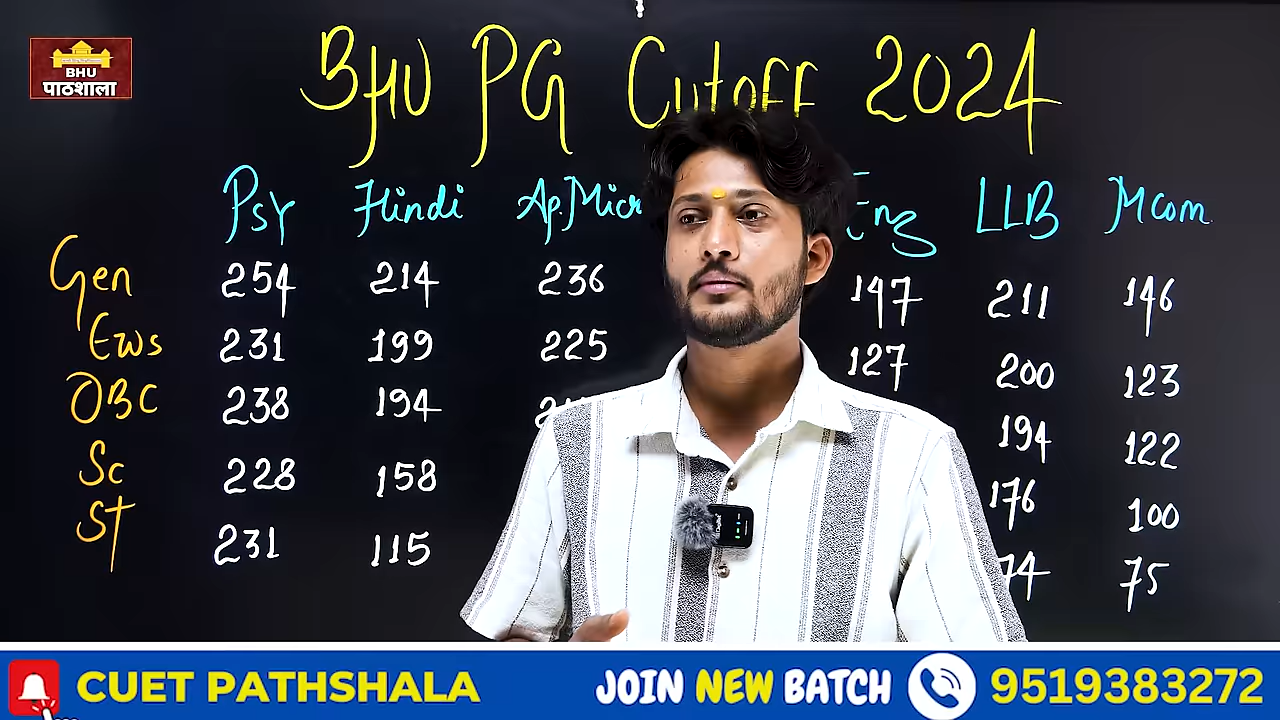 BHU
पाठशाला
BHU PG Cutoff 2024
Psy Hindi Ap.Micr Eng LLB Mcom
Gen 254 214 236 147 211 146
Ews 231 199 225 127 200 123
OBC 238 194 194 122
Sc 228 158 176 100
ST 231 115 74 75
CUET PATHSHALA JOIN NEW BATCH 9519383272